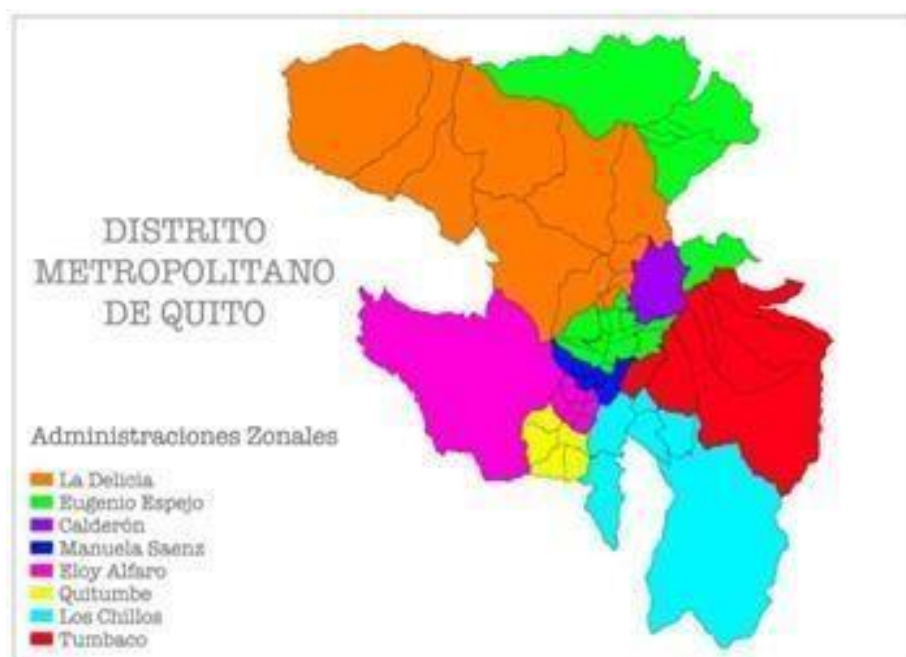 DISTRITO
METROPOLITANO
DE QUITO
Administraciones Zonales
La Delicia
Eugenio Espejo
Calderón
Manuela Saenz
Eloy Alfaro
Quitumbe
Los Chillos
Tumbaco